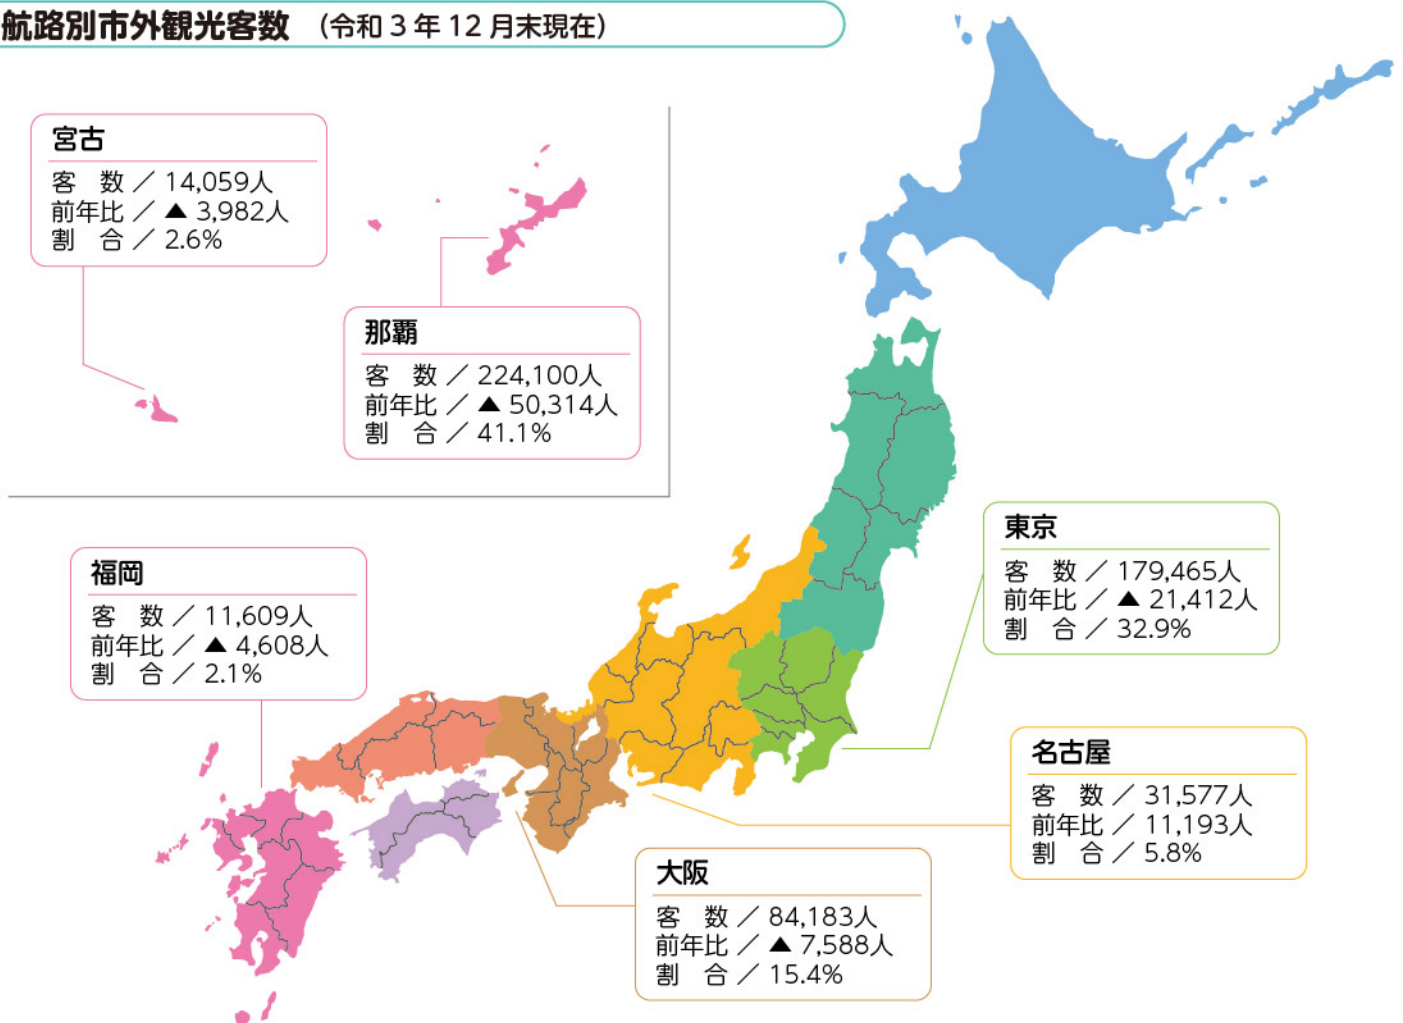 航路別市外観光客数 （令和３年 12 月末現在）
宮古
客　数 ／ 14,059人
前年比 ／ ▲ 3,982人
割　合 ／ 2.6%
那覇
客　数 ／ 224,100人
前年比 ／ ▲ 50,314人
割　合 ／ 41.1%
東京
客　数 ／ 179,465人
前年比 ／ ▲ 21,412人
割　合 ／ 32.9%
福岡
客　数 ／ 11,609人
前年比 ／ ▲ 4,608人
割　合 ／ 2.1%
名古屋
客　数 ／ 31,577人
前年比 ／ 11,193人
割　合 ／ 5.8%
大阪
客　数 ／ 84,183人
前年比 ／ ▲ 7,588人
割　合 ／ 15.4%